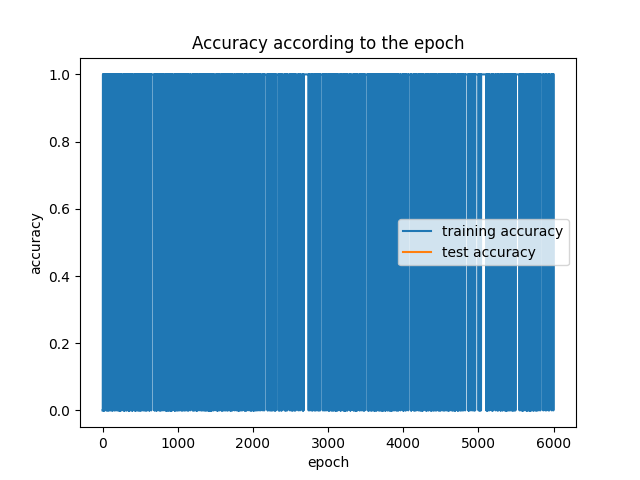 Accuracy according to the epoch
1.0
0.8
0.6
0.4
0.2
0.0
accuracy
training accuracy
test accuracy
0
1000
2000
3000
4000
5000
6000
epoch